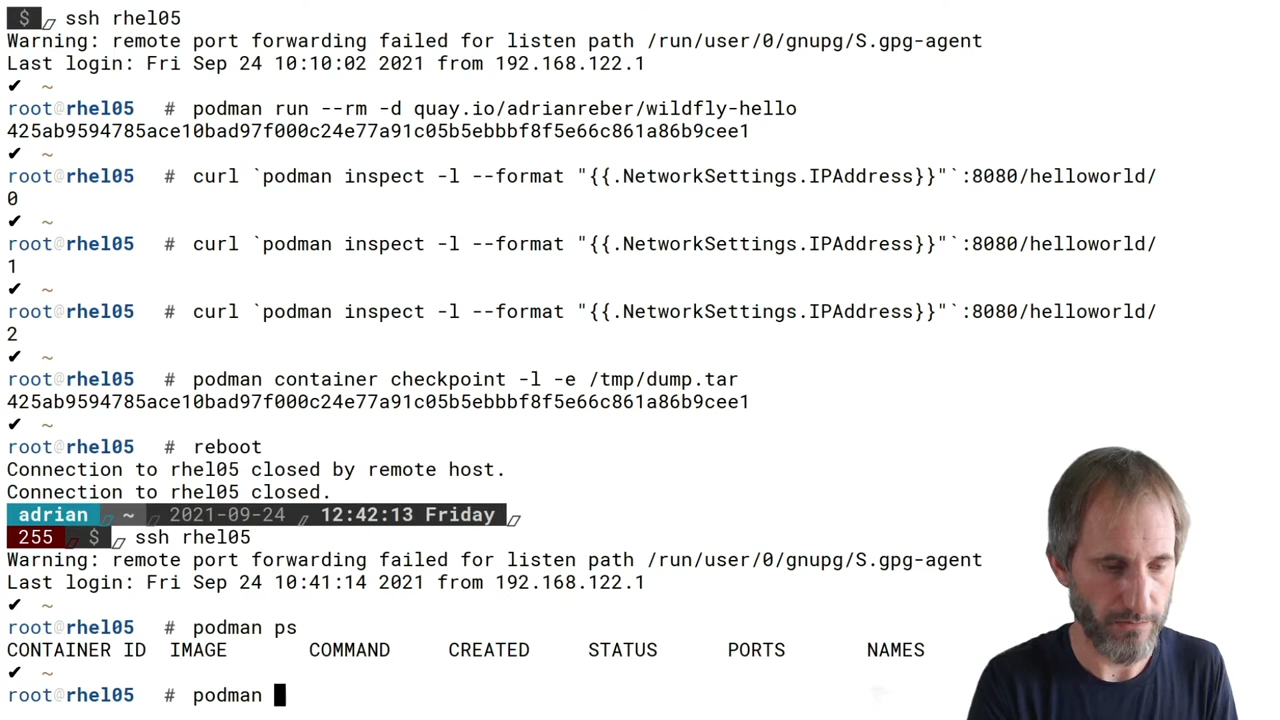 $ ssh rhel05
Warning: remote port forwarding failed for listen path /run/user/0/gnupg/S.gpg-agent
Last login: Fri Sep 24 10:10:02 2021 from 192.168.122.1
✔ ~
root@rhel05 # podman run --rm -d quay.io/adrianreber/wildfly-hello
425ab9594785ace10bad97f000c24e77a91c05b5ebbbf8f5e66c861a86b9cee1
✔ ~
root@rhel05 # curl `podman inspect -l --format "{{.NetworkSettings.IPAddress}}"`:8080/helloworld/
0
✔ ~
root@rhel05 # curl `podman inspect -l --format "{{.NetworkSettings.IPAddress}}"`:8080/helloworld/
1
✔ ~
root@rhel05 # curl `podman inspect -l --format "{{.NetworkSettings.IPAddress}}"`:8080/helloworld/
2
✔ ~
root@rhel05 # podman container checkpoint -l -e /tmp/dump.tar
425ab9594785ace10bad97f000c24e77a91c05b5ebbbf8f5e66c861a86b9cee1
✔ ~
root@rhel05 # reboot
Connection to rhel05 closed by remote host.
Connection to rhel05 closed.
adrian ~ 2021-09-24 12:42:13 Friday
255 $ ssh rhel05
Warning: remote port forwarding failed for listen path /run/user/0/gnupg/S.gpg-agent
Last login: Fri Sep 24 10:41:14 2021 from 192.168.122.1
✔ ~
root@rhel05 # podman ps
CONTAINER ID IMAGE COMMAND CREATED STATUS PORTS NAMES
✔ ~
root@rhel05 # podman